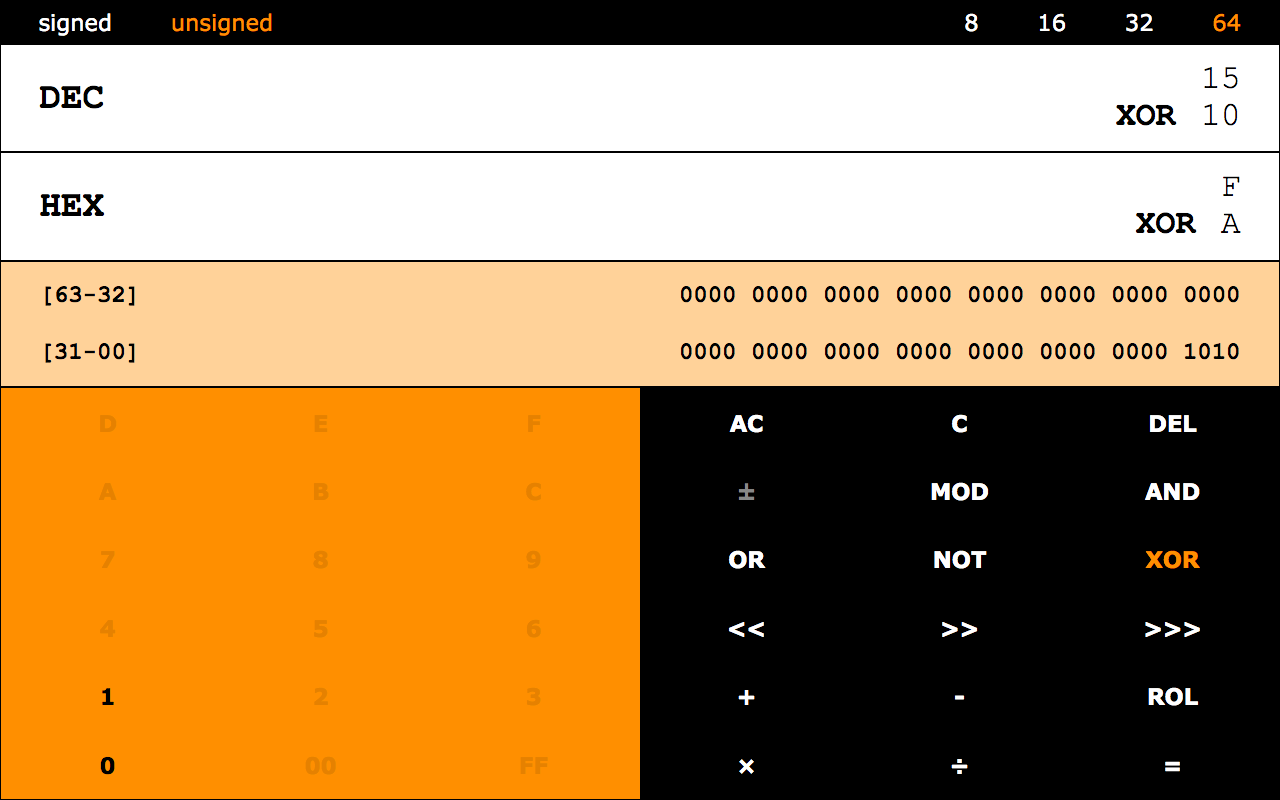 signed unsigned 8 16 32 64
DEC
15
XOR 10
HEX
F
XOR A
[63-32] 0000 0000 0000 0000 0000 0000 0000 0000
[31-00] 0000 0000 0000 0000 0000 0000 0000 1010
D E F AC C DEL
A B C ± MOD AND
7 8 9 OR NOT XOR
4 5 6 << >> >>>
1 2 3 + - ROL
0 00 FF × ÷ =